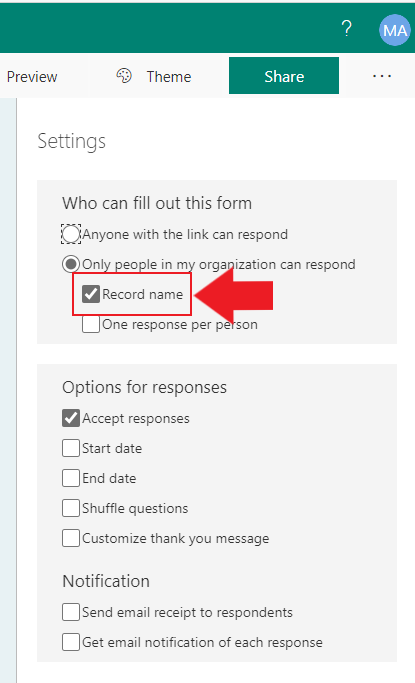 ? MA
Preview Theme Share ...
Settings
Who can fill out this form
Anyone with the link can respond
Only people in my organization can respond
Record name
One response per person
Options for responses
Accept responses
Start date
End date
Shuffle questions
Customize thank you message
Notification
Send email receipt to respondents
Get email notification of each response